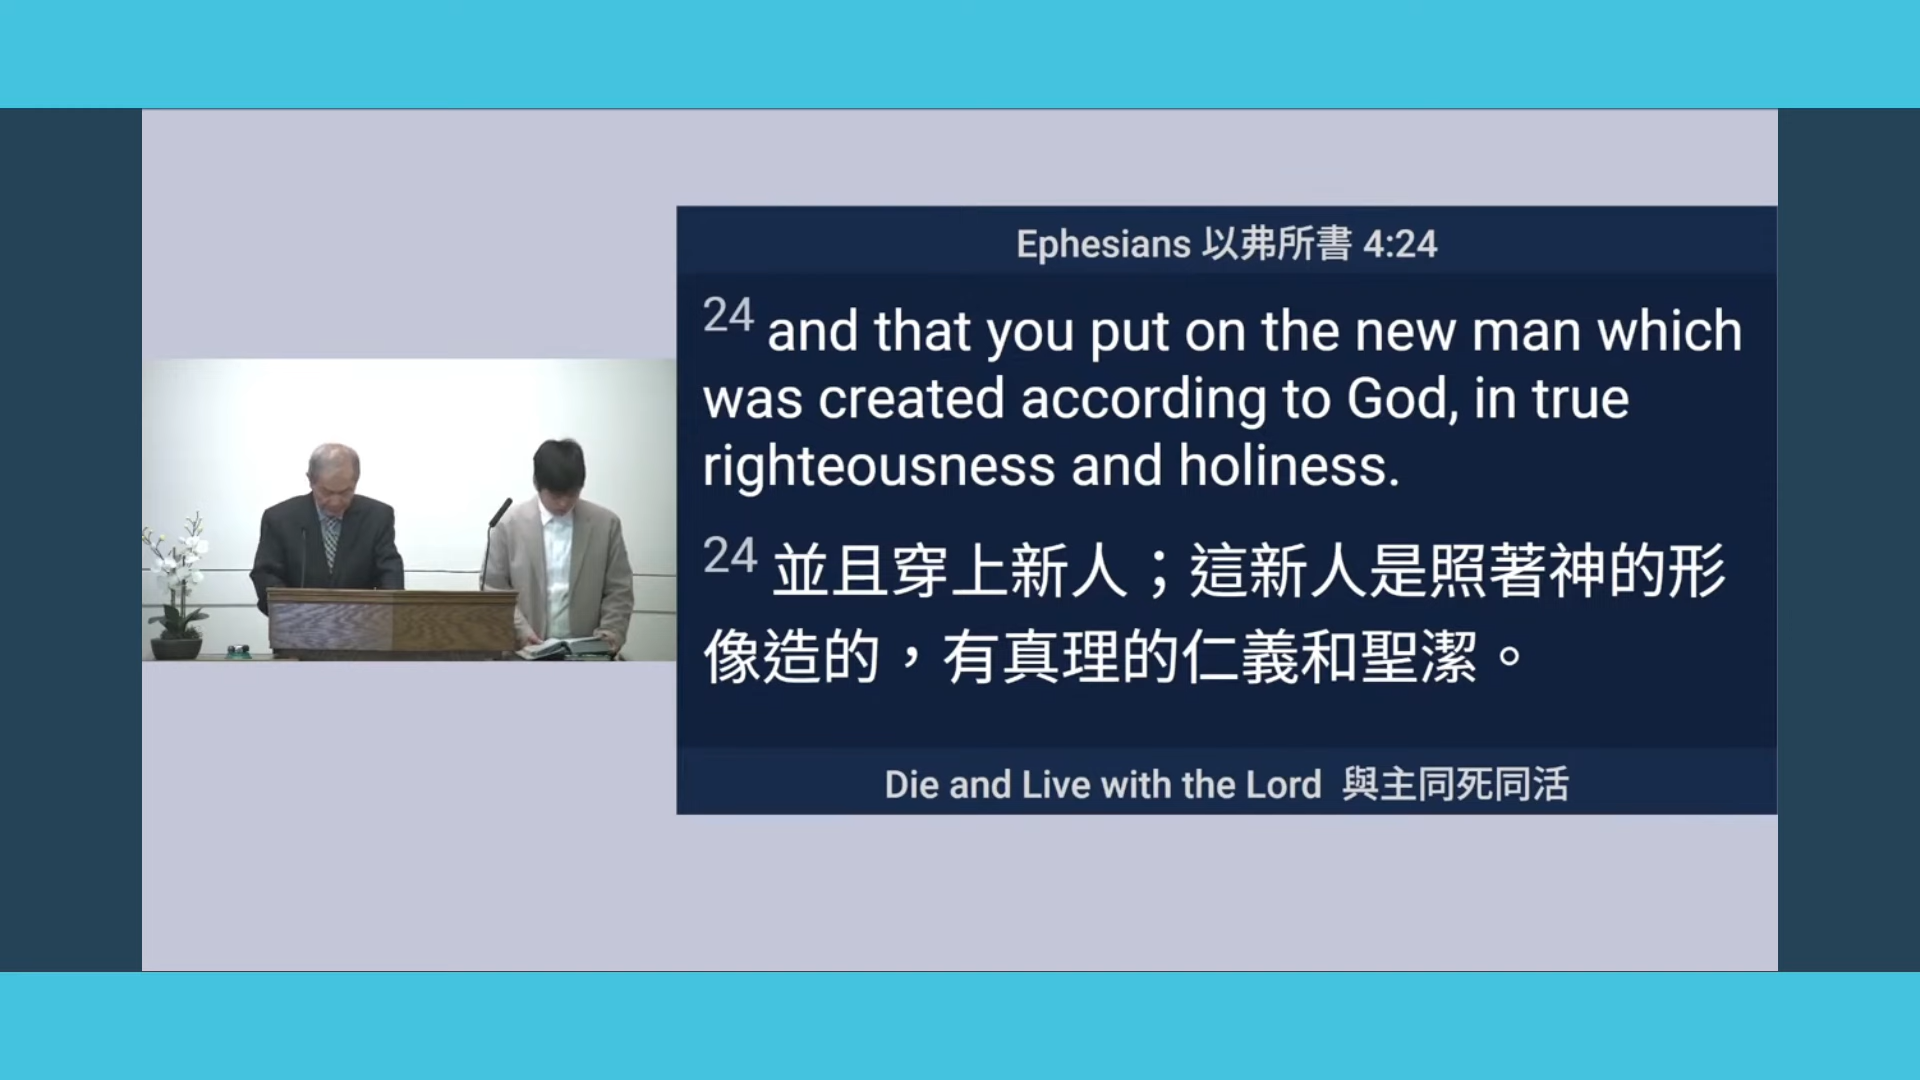 Ephesians 以弗所書 4:24
24 and that you put on the new man which
was created according to God, in true
righteousness and holiness.
24 並且穿上新人；這新人是照著神的形
像造的，有真理的仁義和聖潔。
Die and Live with the Lord 與主同死同活